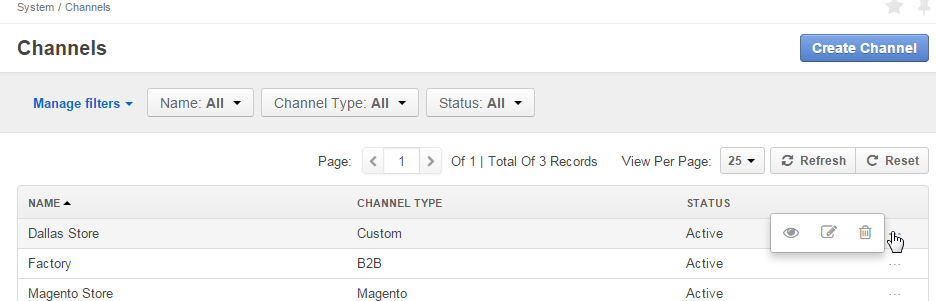 System / Channels
Channels
Create Channel
Manage filters Name: All Channel Type: All Status: All
Page: 1 Of 1 | Total Of 3 Records View Per Page: 25 Refresh Reset
NAME CHANNEL TYPE STATUS
Dallas Store Custom Active ...
Factory B2B Active ...
Magento Store Magento Active ...